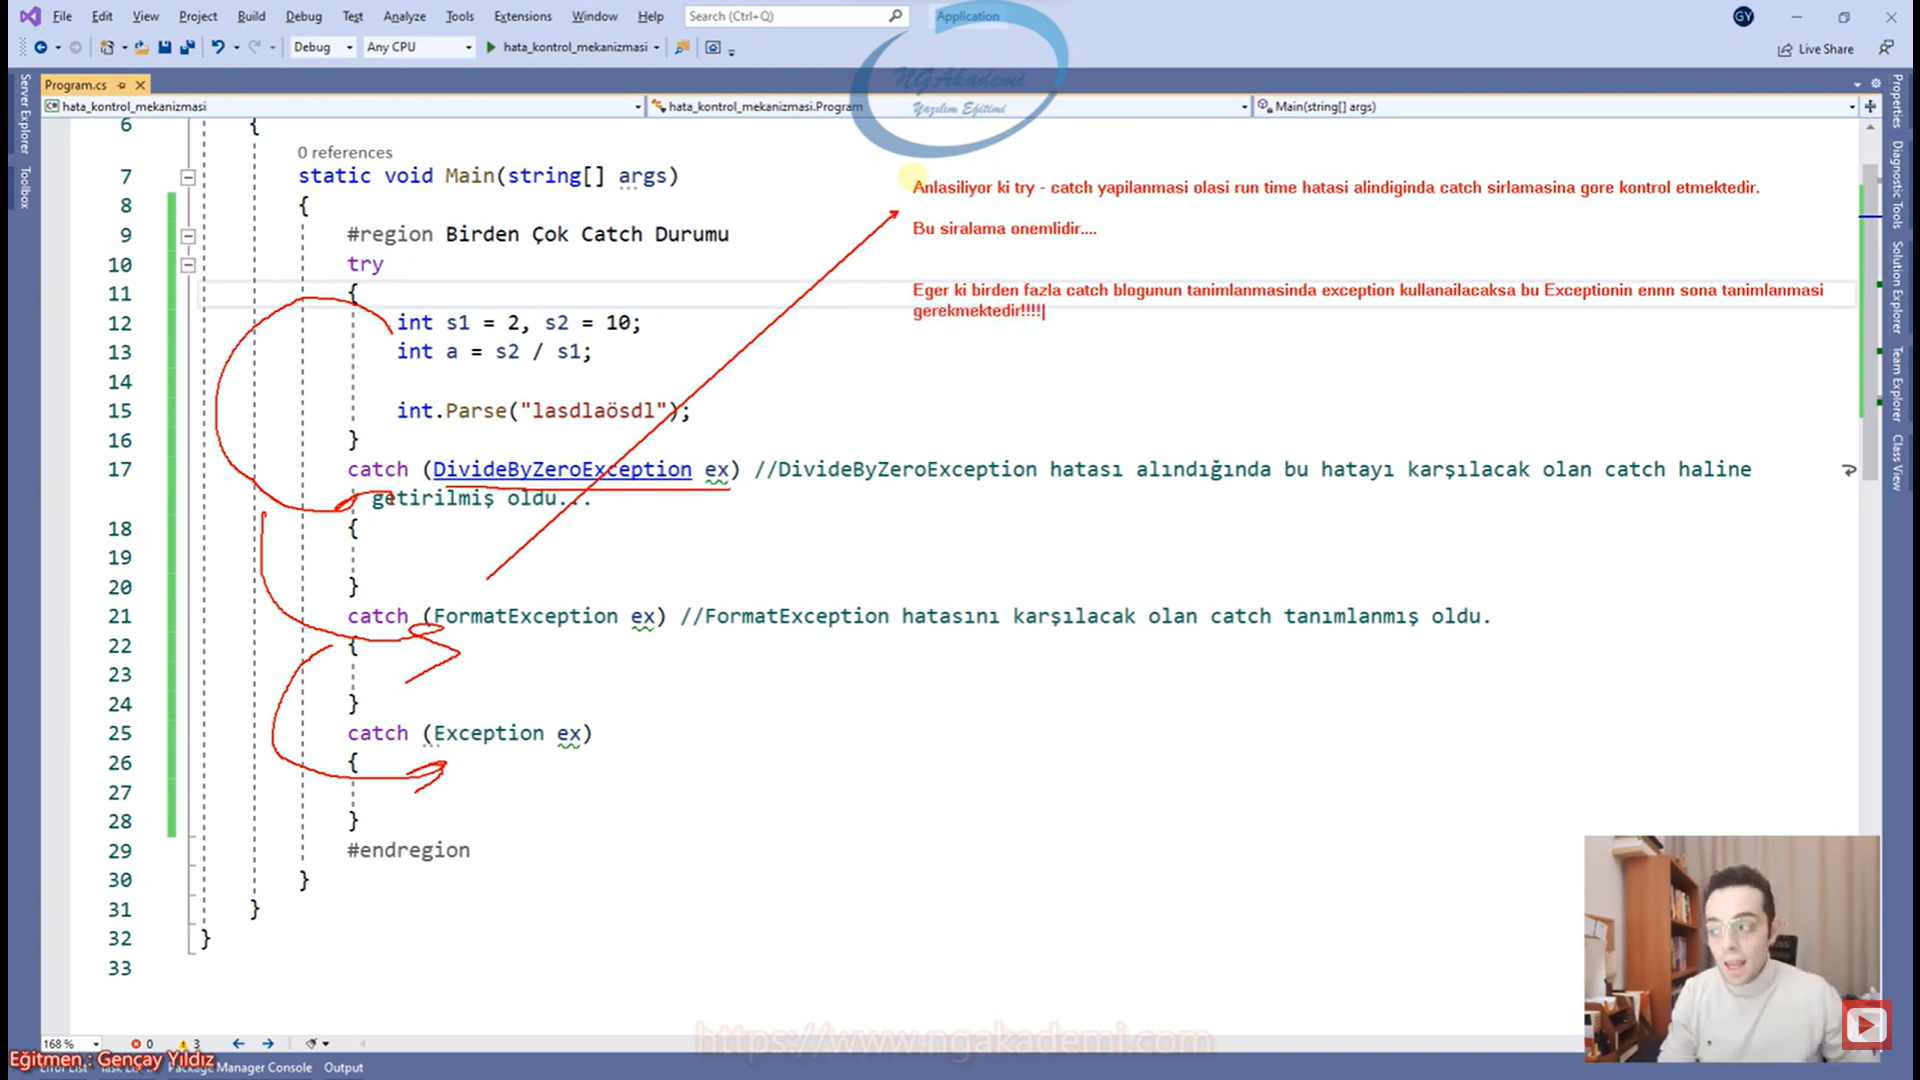 File Edit View Project Build Debug Test Analyze Tools Extensions Window Help Search (Ctrl+Q) Application GY
Debug Any CPU hata_kontrol_mekanizmasi Live Share
NGAkademi
Yazılım Eğitimi
Program.cs
hata_kontrol_mekanizmasi hata_kontrol_mekanizmasi.Program Main(string[] args)
Server Explorer
Toolbox
Properties
Diagnostic Tools
Solution Explorer
Team Explorer
Class View
6 {
0 references
7 static void Main(string[] args)
8 {
9 #region Birden Çok Catch Durumu
10 try
11 {
12 int s1 = 2, s2 = 10;
13 int a = s2 / s1;
14
15 int.Parse("lasdlaösdl");
16 }
17 catch (DivideByZeroException ex) //DivideByZeroException hatası alındığında bu hatayı karşılacak olan catch haline
getirilmiş oldu...
18 {
19
20 }
21 catch (FormatException ex) //FormatException hatasını karşılacak olan catch tanımlanmış oldu.
22 {
23
24 }
25 catch (Exception ex)
26 {
27
28 }
29 #endregion
30 }
31 }
32 }
33
Anlasiliyor ki try - catch yapilanmasi olasi run time hatasi alindiginda catch sirlamasina gore kontrol etmektedir.
Bu siralama onemlidir....
Eger ki birden fazla catch blogunun tanimlanmasinda exception kullanailacaksa bu Exceptionin ennn sona tanimlanmasi
gerekmektedir!!!!
168 % 0 3
https://www.ngakademi.com
Eğitmen : Gençay Yıldız
Package Manager Console Output